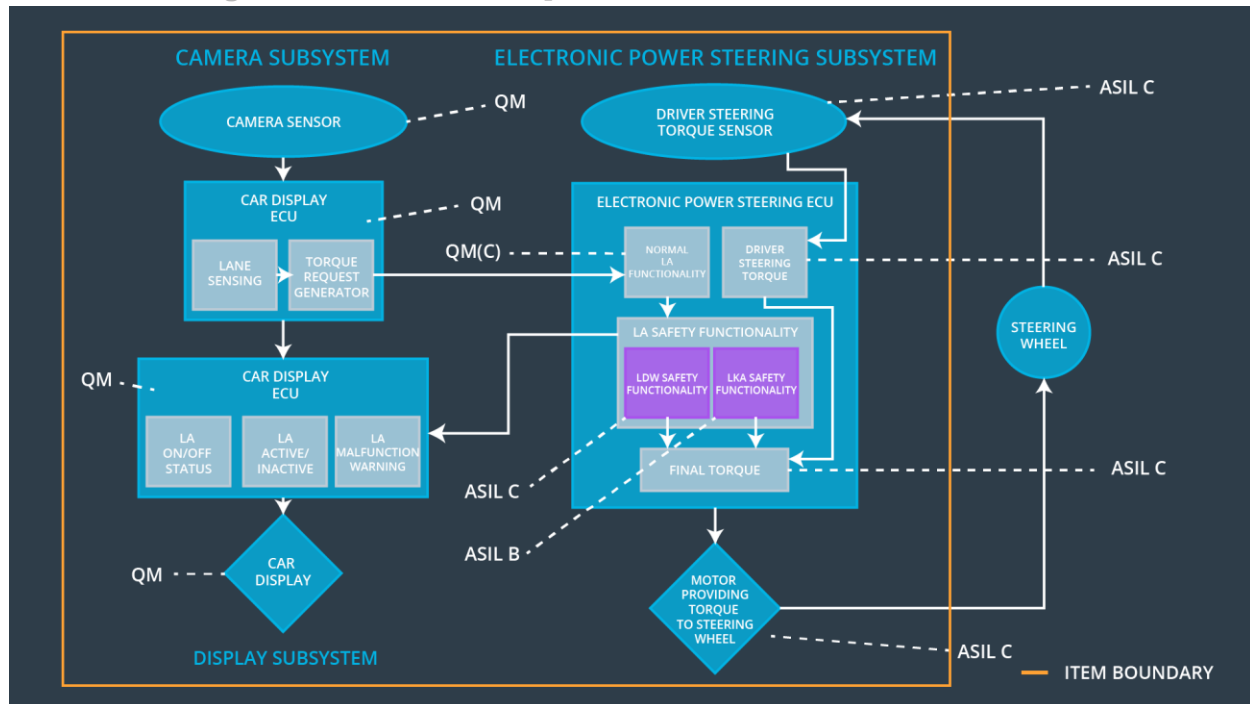 CAMERA SUBSYSTEM
ELECTRONIC POWER STEERING SUBSYSTEM
CAMERA SENSOR
QM
DRIVER STEERING
TORQUE SENSOR
ASIL C
CAR DISPLAY
ECU
QM
LANE
SENSING
TORQUE
REQUEST
GENERATOR
ELECTRONIC POWER STEERING ECU
QM(C)
NORMAL
LA
FUNCTIONALITY
DRIVER
STEERING
TORQUE
ASIL C
LA SAFETY FUNCTIONALITY
LDW SAFETY
FUNCTIONALITY
LKA SAFETY
FUNCTIONALITY
STEERING
WHEEL
QM
CAR DISPLAY
ECU
LA
ON/OFF
STATUS
LA
ACTIVE/
INACTIVE
LA
MALFUNCTION
WARNING
FINAL TORQUE
ASIL C
ASIL C
ASIL B
QM
CAR
DISPLAY
MOTOR
PROVIDING
TORQUE
TO STEERING
WHEEL
ASIL C
DISPLAY SUBSYSTEM
ITEM BOUNDARY